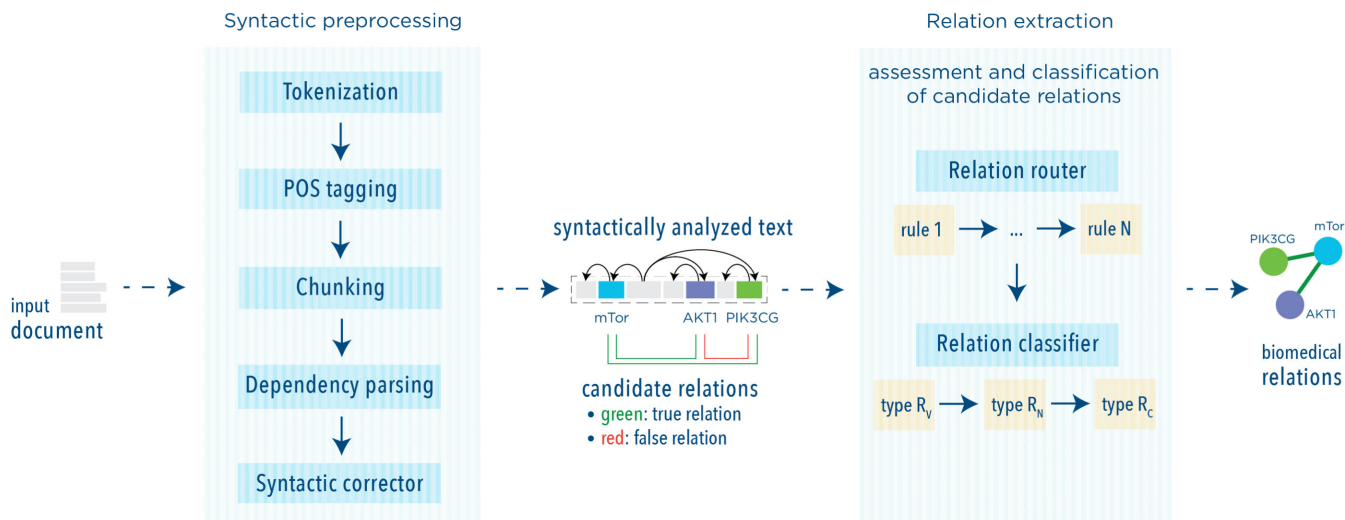 Syntactic preprocessing
Tokenization
POS tagging
Chunking
Dependency parsing
Syntactic corrector
input
document
syntactically analyzed text
mTor
AKT1
PIK3CG
candidate relations
• green: true relation
• red: false relation
Relation extraction
assessment and classification
of candidate relations
Relation router
rule 1
...
rule N
Relation classifier
type R_V
type R_N
type R_C
PIK3CG
mTor
AKT1
biomedical
relations